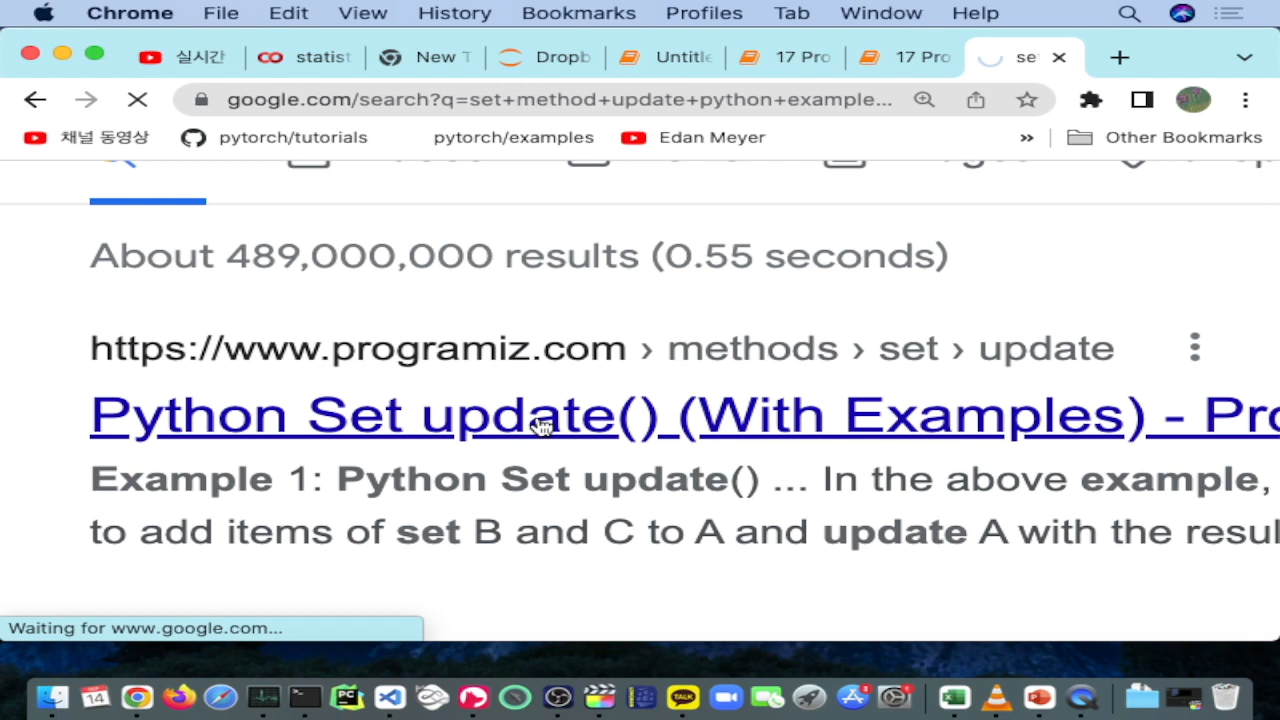 Chrome File Edit View History Bookmarks Profiles Tab Window Help
실시간 statist New T Dropb Untitle 17 Pro 17 Pro se
google.com/search?q=set+method+update+python+example...
채널 동영상 pytorch/tutorials pytorch/examples Edan Meyer » Other Bookmarks
About 489,000,000 results (0.55 seconds)
https://www.programiz.com › methods › set › update
Python Set update() (With Examples) - Pro
Example 1: Python Set update() ... In the above example,
to add items of set B and C to A and update A with the resul
Waiting for www.google.com...
14 PC TALK